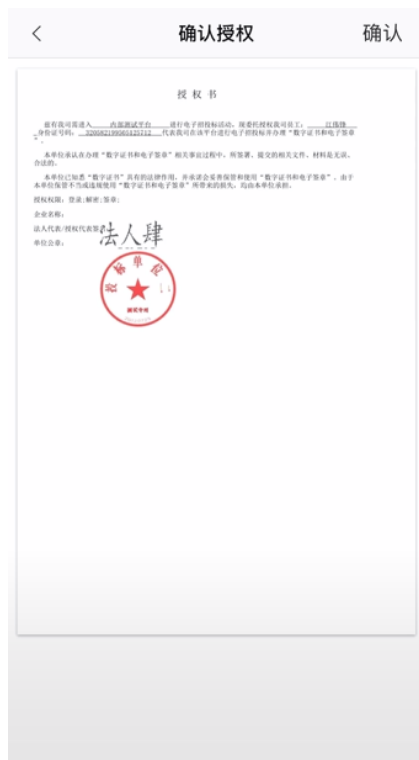 确认授权
确认
授 权 书
兹有我司需进入 内部测试平台 进行电子招投标活动，现委托授权我司员工：
身份证号码： 代表我司在该平台进行电子招投标并办理“数字证书和电子签章
”。
本单位承认在办理“数字证书和电子签章”相关事宜过程中，所签署、提交的相关文件、材料是无误、
合法的。
本单位已知悉“数字证书”具有的法律作用，并承诺会妥善保管和使用“数字证书和电子签章”。由于
本单位保管不当或违规使用“数字证书和电子签章”所带来的损失，均由本单位承担。
授权权限：登录;解密;签章;
企业名称：
法人代表/授权代表签
法人肆
单位公章：
授权单位二
测试专用